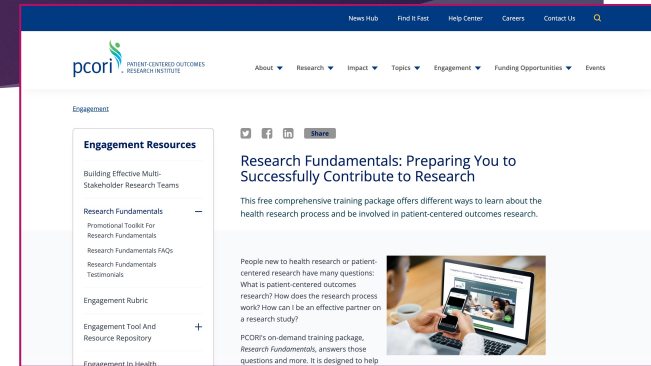 News Hub
Find It Fast
Help Center
Careers
Contact Us
pcori
PATIENT-CENTERED OUTCOMES
RESEARCH INSTITUTE
About
Research
Impact
Topics
Engagement
Funding Opportunities
Events
Engagement
Engagement Resources
Building Effective Multi-
Stakeholder Research Teams
Research Fundamentals
Promotional Toolkit For
Research Fundamentals
Research Fundamentals FAQs
Research Fundamentals
Testimonials
Engagement Rubric
Engagement Tool And
Resource Repository
Engagement In Health
Share
Research Fundamentals: Preparing You to
Successfully Contribute to Research
This free comprehensive training package offers different ways to learn about the
health research process and be involved in patient-centered outcomes research.
People new to health research or patient-
centered research have many questions:
What is patient-centered outcomes
research? How does the research process
work? How can I be an effective partner on
a research study?
PCORI's on-demand training package,
Research Fundamentals, answers those
questions and more. It is designed to help